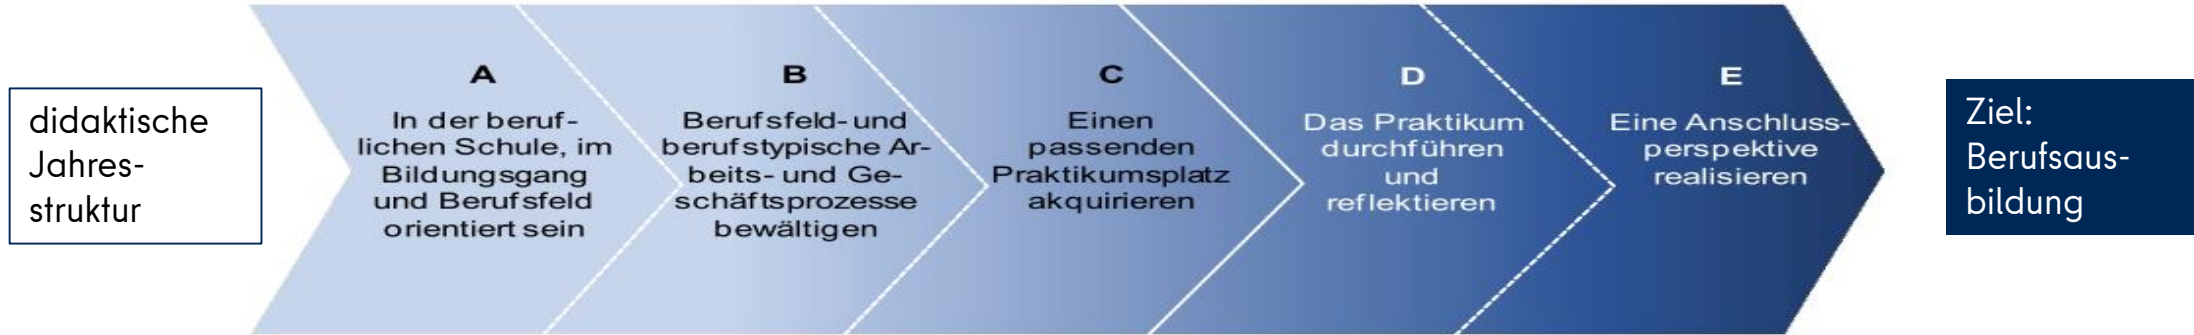 didaktische
Jahres-
struktur
A
In der beruf-
lichen Schule, im
Bildungsgang
und Berufsfeld
orientiert sein
B
Berufsfeld- und
berufstypische Ar-
beits- und Ge-
schäftsprozesse
bewältigen
C
Einen
passenden
Praktikumsplatz
akquirieren
D
Das Praktikum
durchführen
und
reflektieren
E
Eine Anschluss-
perspektive
realisieren
Ziel:
Berufsaus-
bildung